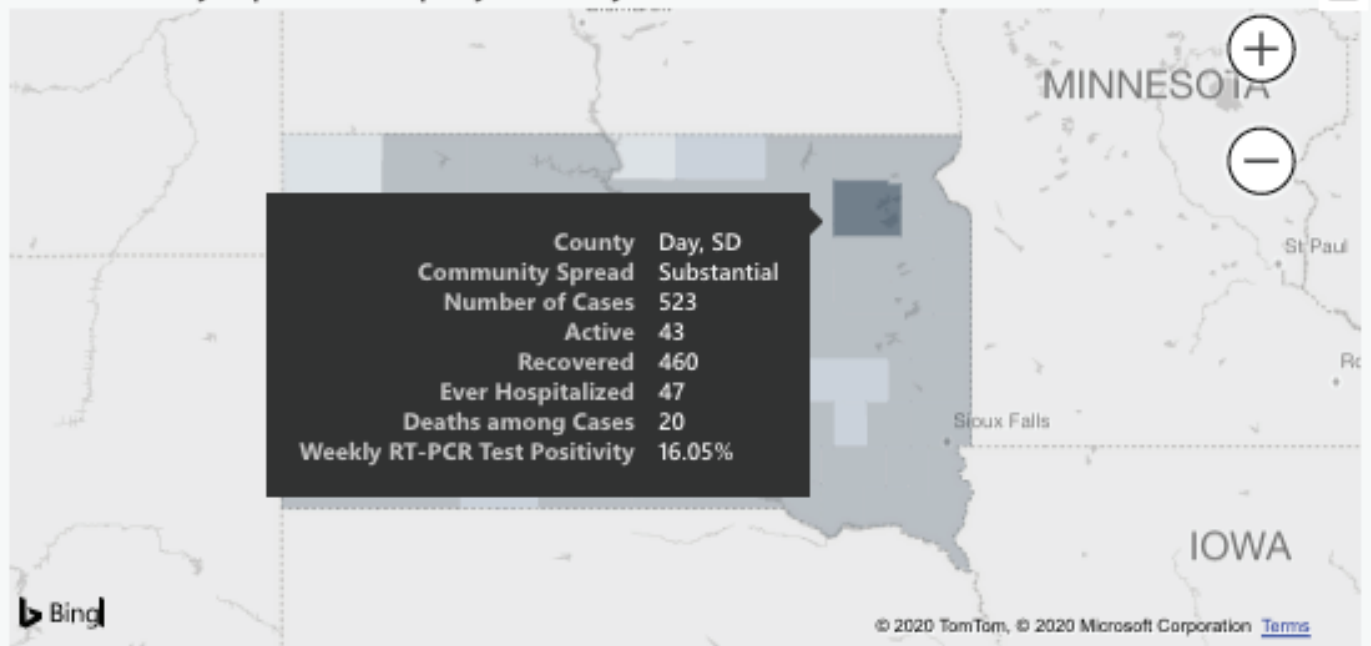 MINNESOTA
County Day, SD
Community Spread Substantial
Number of Cases 523
Active 43
Recovered 460
Ever Hospitalized 47
Deaths among Cases 20
Weekly RT-PCR Test Positivity 16.05%
St Paul
Sioux Falls
IOWA
Bing
© 2020 TomTom, © 2020 Microsoft Corporation Terms